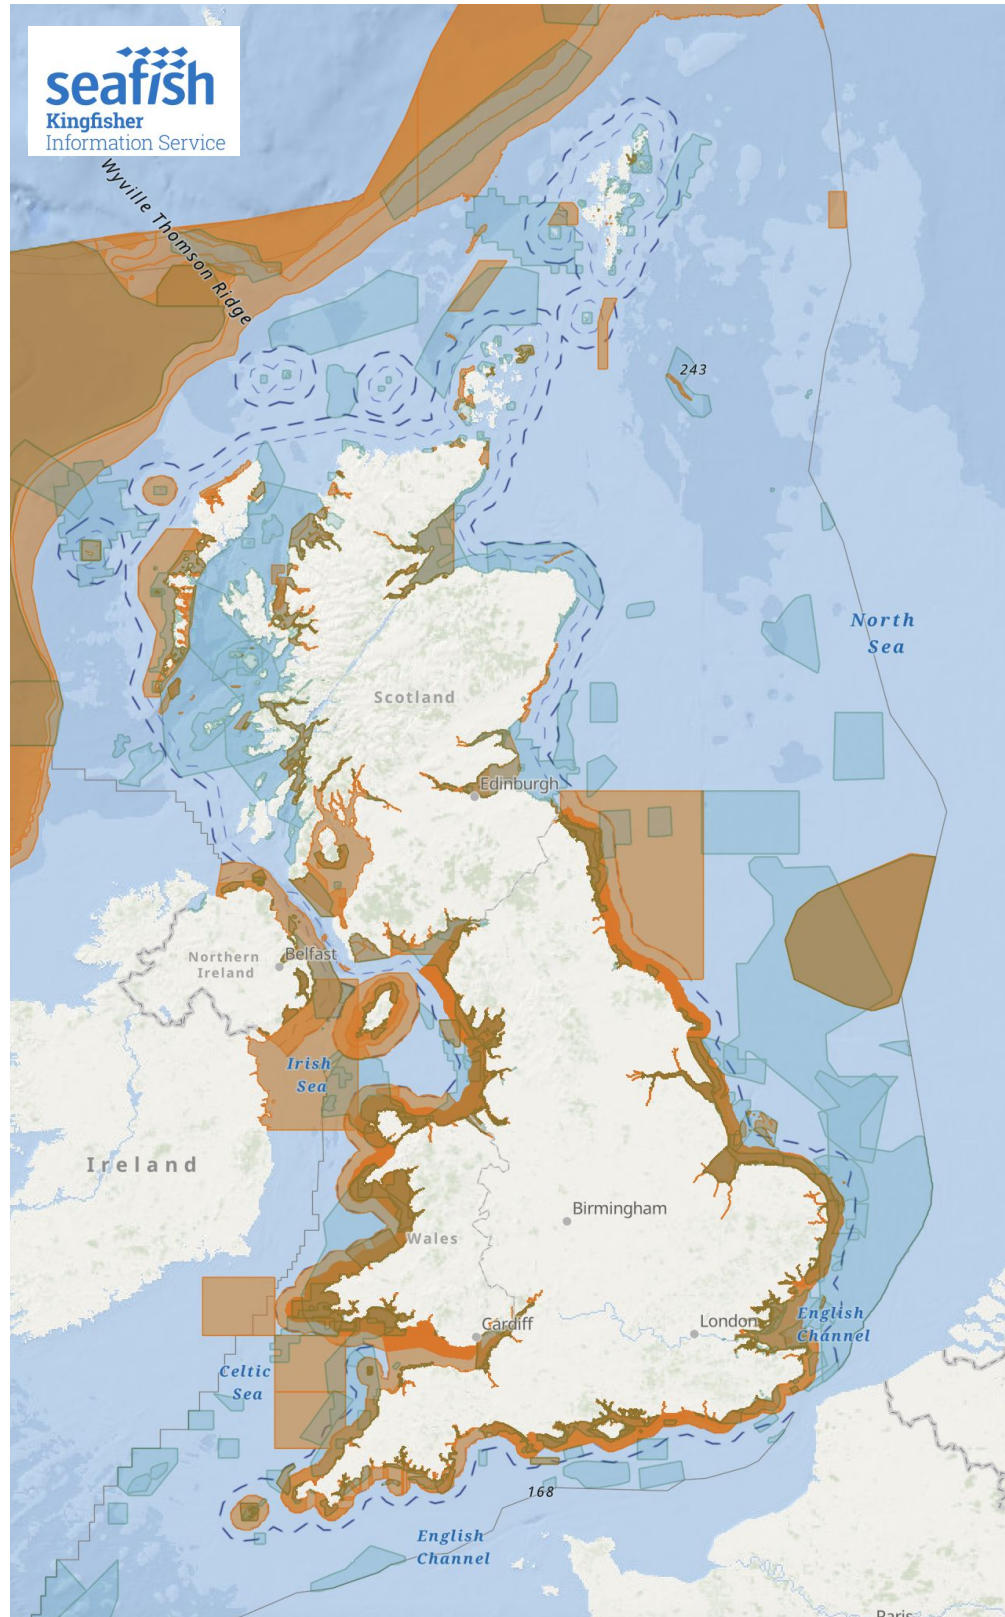 seafish
Kingfisher
Information Service
Wyville Thomson Ridge
243
North
Sea
Scotland
Edinburgh
Northern
Ireland
Belfast
Irish
Sea
Ireland
Birmingham
Wales
Cardiff
London
English
Channel
Celtic
Sea
168
English
Channel
Paris